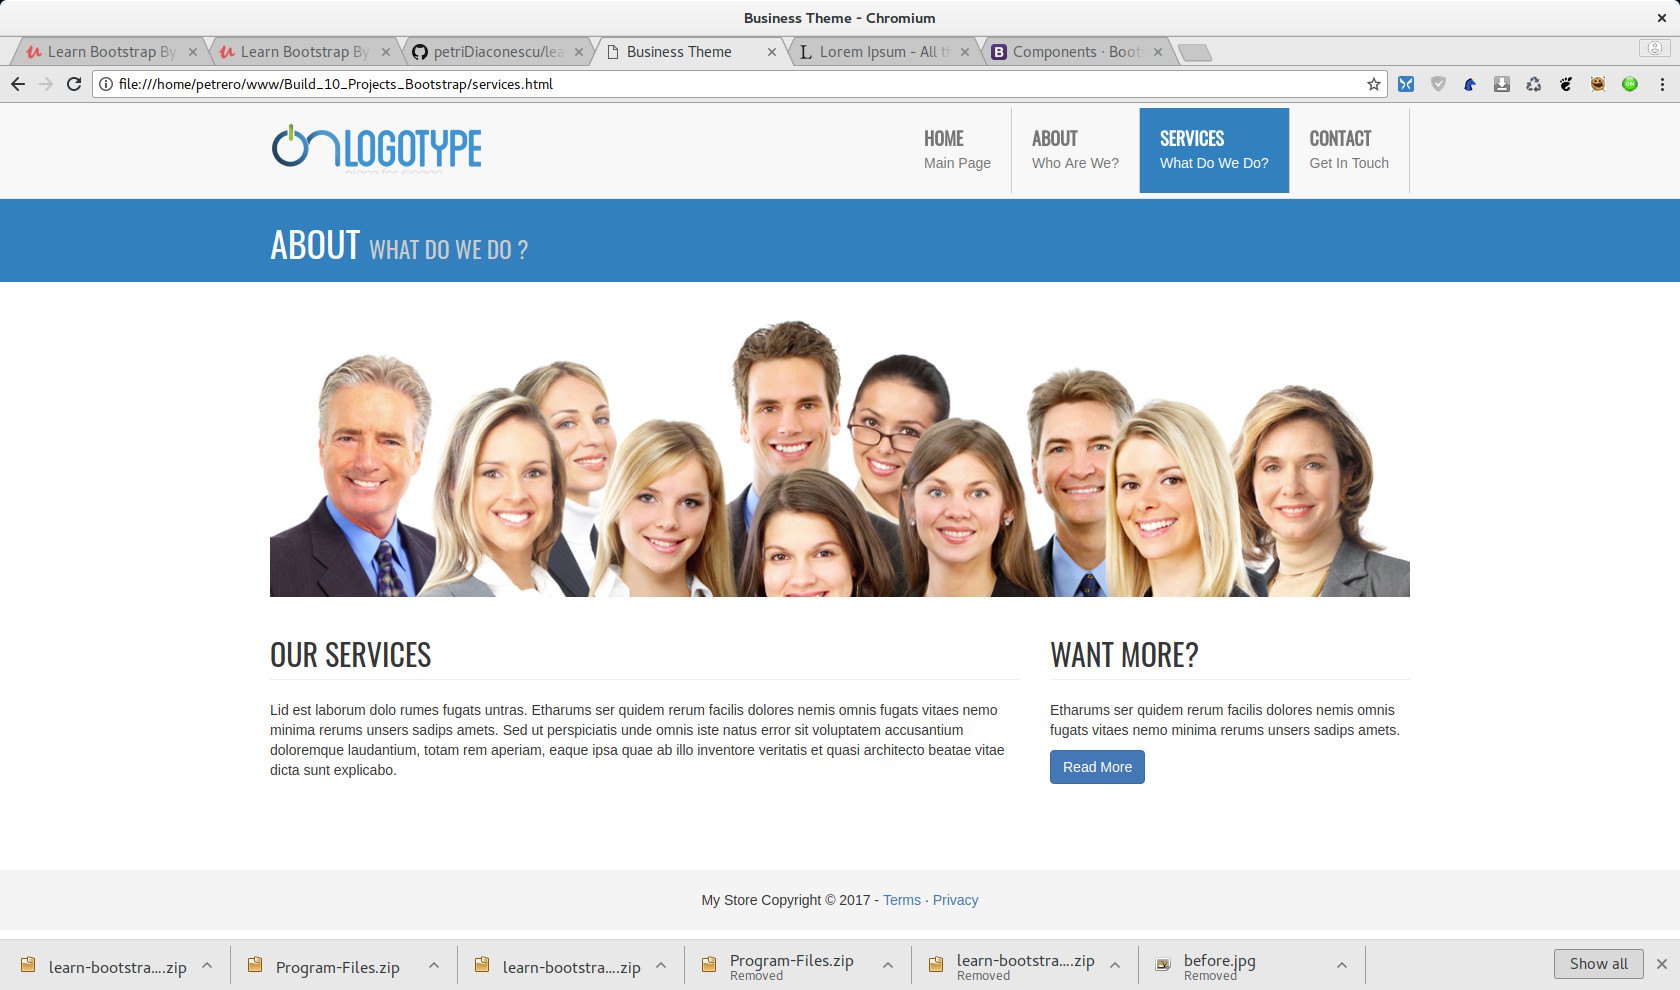 Business Theme - Chromium
Learn Bootstrap By
Learn Bootstrap By
petriDiaconescu/lea
Business Theme
Lorem Ipsum - All t
Components · Boots
file:///home/petrero/www/Build_10_Projects_Bootstrap/services.html
ON LOGOTYPE
HOME
Main Page
ABOUT
Who Are We?
SERVICES
What Do We Do?
CONTACT
Get In Touch
ABOUT WHAT DO WE DO ?
OUR SERVICES
Lid est laborum dolo rumes fugats untras. Etharums ser quidem rerum facilis dolores nemis omnis fugats vitaes nemo
minima rerums unsers sadips amets. Sed ut perspiciatis unde omnis iste natus error sit voluptatem accusantium
doloremque laudantium, totam rem aperiam, eaque ipsa quae ab illo inventore veritatis et quasi architecto beatae vitae
dicta sunt explicabo.
WANT MORE?
Etharums ser quidem rerum facilis dolores nemis omnis
fugats vitaes nemo minima rerums unsers sadips amets.
Read More
My Store Copyright © 2017 - Terms · Privacy
learn-bootstra....zip
Program-Files.zip
learn-bootstra....zip
Program-Files.zip
Removed
learn-bootstra....zip
Removed
before.jpg
Removed
Show all